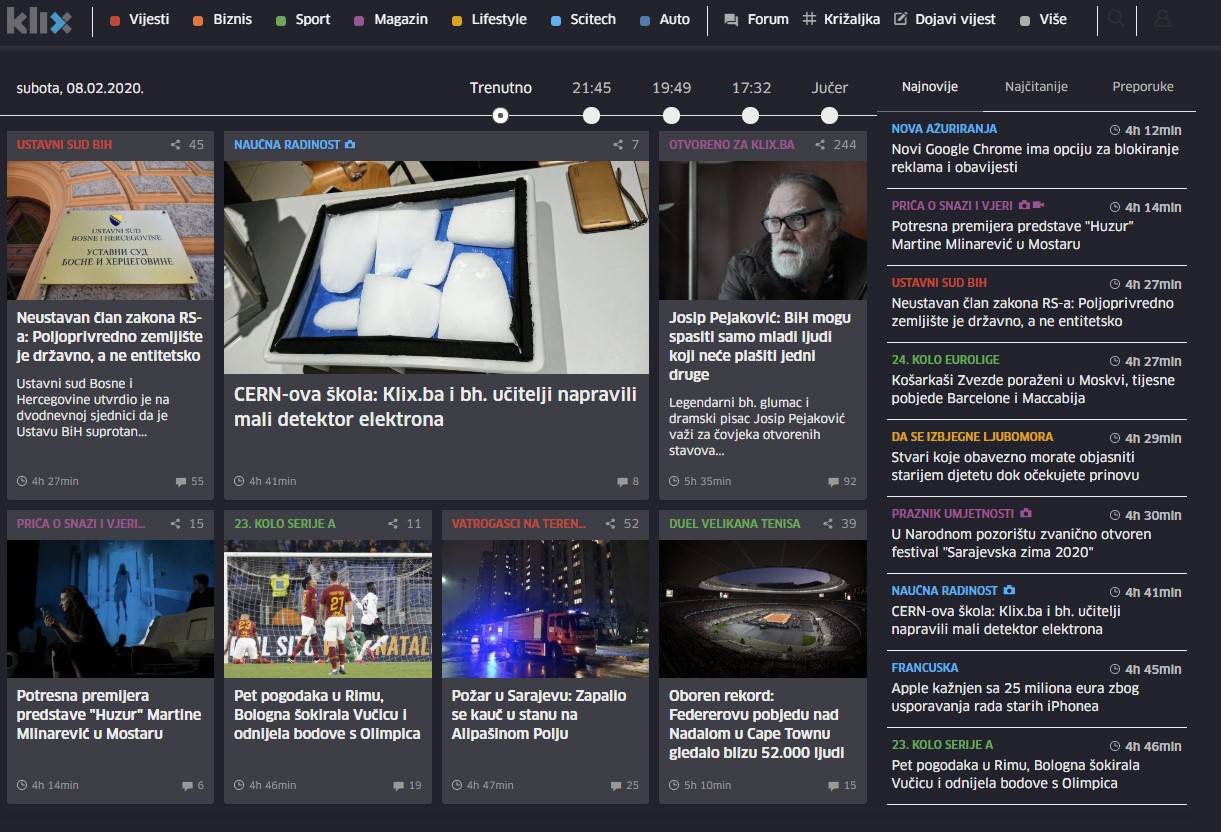 klix
Vijesti
Biznis
Sport
Magazin
Lifestyle
Scitech
Auto
Forum
Križaljka
Dojavi vijest
Više
subota, 08.02.2020.
Trenutno
21:45
19:49
17:32
Jučer
USTAVNI SUD BIH
45
USTAVNI SUD
BOSNE I HERCEGOVINE
УСТАВНИ СУД
БОСНЕ И ХЕРЦЕГОВИНЕ
Neustavan član zakona RS-
a: Poljoprivredno zemljište
je državno, a ne entitetsko
Ustavni sud Bosne i
Hercegovine utvrdio je na
dvodnevnoj sjednici da je
Ustavu BiH suprotan...
4h 27min
55
NAUČNA RADINOST
7
CERN-ova škola: Klix.ba i bh. učitelji napravili
mali detektor elektrona
4h 41min
8
OTVORENO ZA KLIX.BA
244
Josip Pejaković: BiH mogu
spasiti samo mladi ljudi
koji neće plašiti jedni
druge
Legendarni bh. glumac i
dramski pisac Josip Pejaković
važi za čovjeka otvorenih
stavova...
5h 35min
92
PRIČA O SNAZI I VJERI...
15
Potresna premijera
predstave "Huzur" Martine
Mlinarević u Mostaru
4h 14min
6
23. KOLO SERIJE A
11
21
23
NATAL
Pet pogodaka u Rimu,
Bologna šokirala Vučicu i
odnijela bodove s Olimpica
4h 46min
19
VATROGASCI NA TEREN...
52
Požar u Sarajevu: Zapalio
se kauč u stanu na
Alipašinom Polju
4h 47min
25
DUEL VELIKANA TENISA
39
Oboren rekord:
Federerovu pobjedu nad
Nadalom u Cape Townu
gledalo blizu 52.000 ljudi
5h 10min
15
Najnovije
Najčitanije
Preporuke
NOVA AŽURIRANJA
4h 12min
Novi Google Chrome ima opciju za blokiranje
reklama i obavijesti
PRIČA O SNAZI I VJERI
4h 14min
Potresna premijera predstave "Huzur"
Martine Mlinarević u Mostaru
USTAVNI SUD BIH
4h 27min
Neustavan član zakona RS-a: Poljoprivredno
zemljište je državno, a ne entitetsko
24. KOLO EUROLIGE
4h 27min
Košarkaši Zvezde poraženi u Moskvi, tijesne
pobjede Barcelone i Maccabija
DA SE IZBJEGNE LJUBOMORA
4h 29min
Stvari koje obavezno morate objasniti
starijem djetetu dok očekujete prinovu
PRAZNIK UMJETNOSTI
4h 30min
U Narodnom pozorištu zvanično otvoren
festival "Sarajevska zima 2020"
NAUČNA RADINOST
4h 41min
CERN-ova škola: Klix.ba i bh. učitelji
napravili mali detektor elektrona
FRANCUSKA
4h 45min
Apple kažnjen sa 25 miliona eura zbog
usporavanja rada starih iPhonea
23. KOLO SERIJE A
4h 46min
Pet pogodaka u Rimu, Bologna šokirala
Vučicu i odnijela bodove s Olimpica